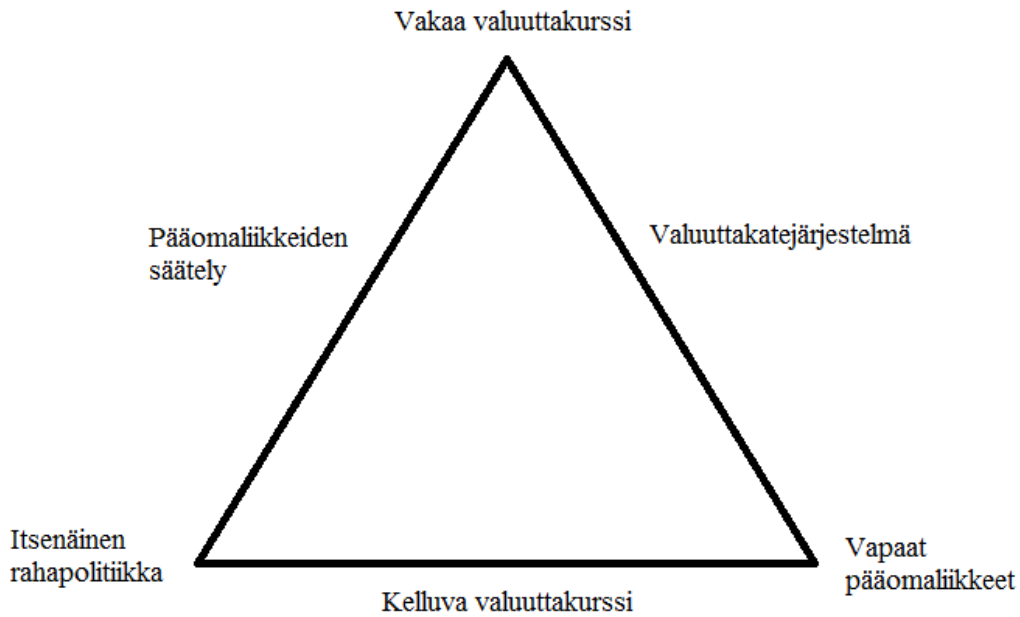 Vakaa valuuttakurssi
Pääomaliikkeiden
säätely
Valuuttakatejärjestelmä
Itsenäinen
rahapolitiikka
Vapaat
pääomaliikkeet
Kelluva valuuttakurssi